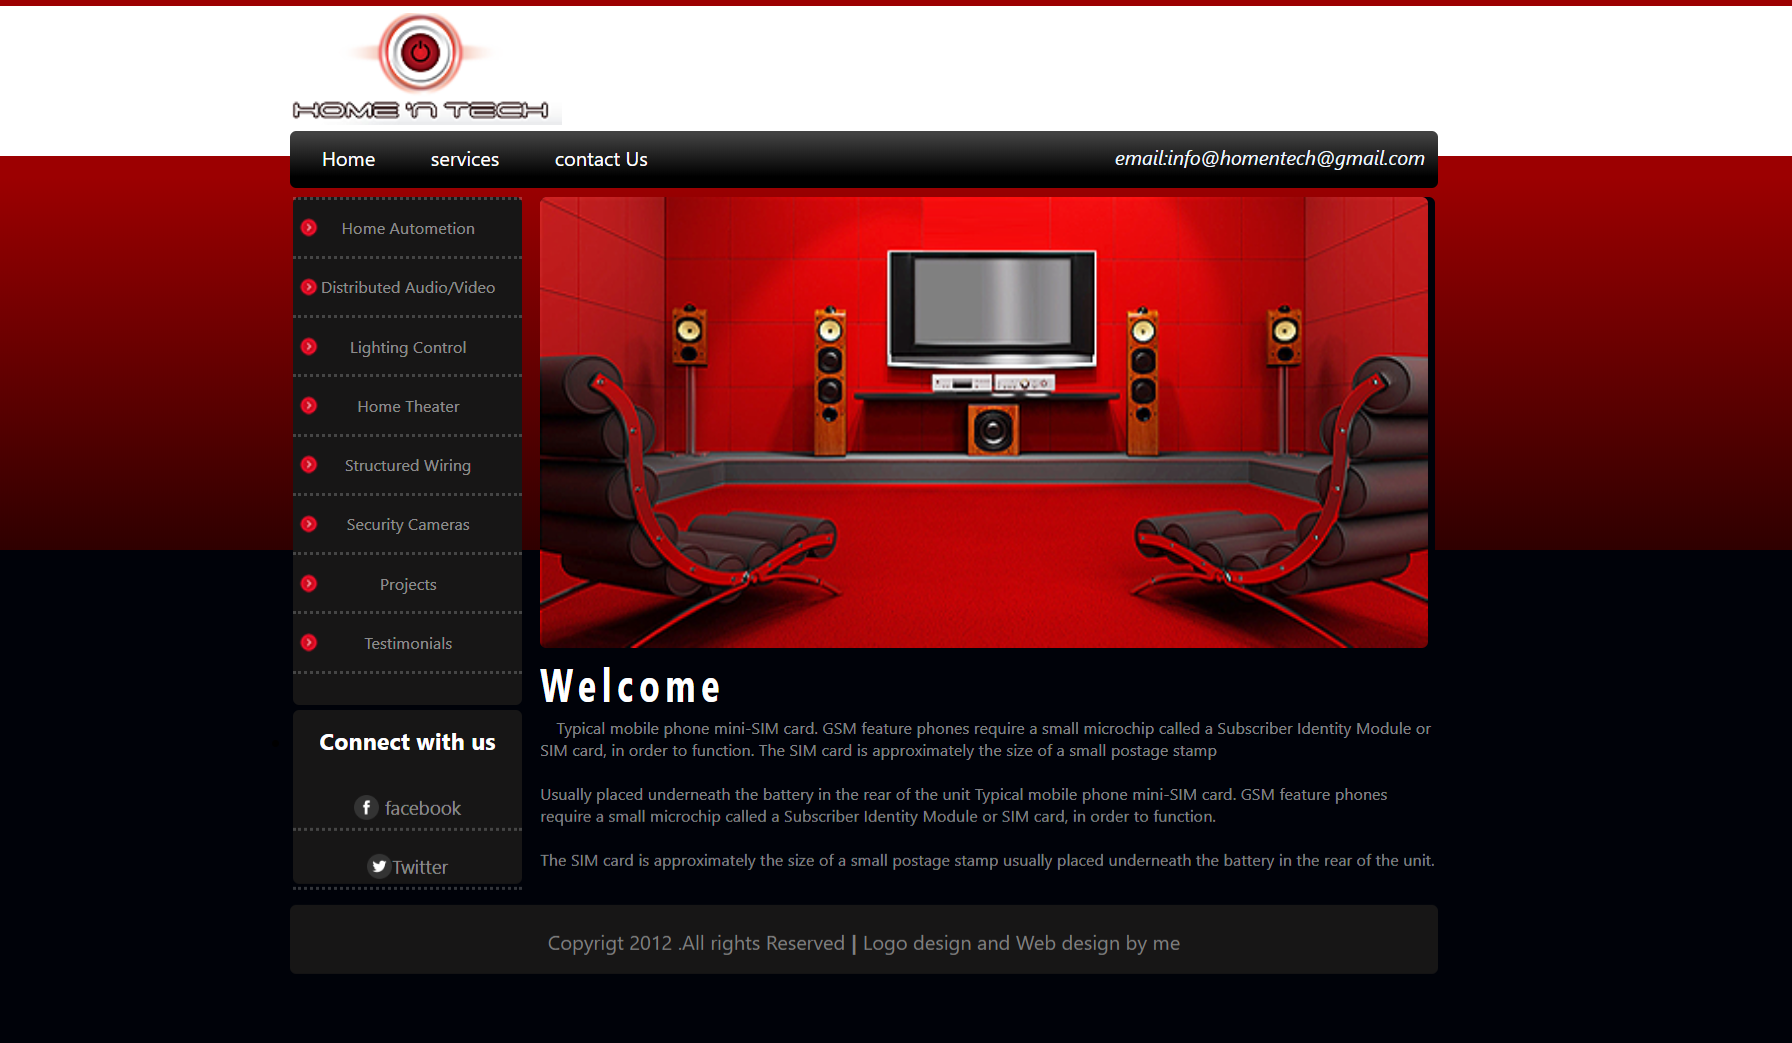 HOME 'N TECH
Home services contact Us email:info@homentech@gmail.com
Home Autometion
Distributed Audio/Video
Lighting Control
Home Theater
Structured Wiring
Security Cameras
Projects
Testimonials
Connect with us
facebook
Twitter
Welcome
Typical mobile phone mini-SIM card. GSM feature phones require a small microchip called a Subscriber Identity Module or
SIM card, in order to function. The SIM card is approximately the size of a small postage stamp
Usually placed underneath the battery in the rear of the unit Typical mobile phone mini-SIM card. GSM feature phones
require a small microchip called a Subscriber Identity Module or SIM card, in order to function.
The SIM card is approximately the size of a small postage stamp usually placed underneath the battery in the rear of the unit.
Copyrigt 2012 .All rights Reserved | Logo design and Web design by me